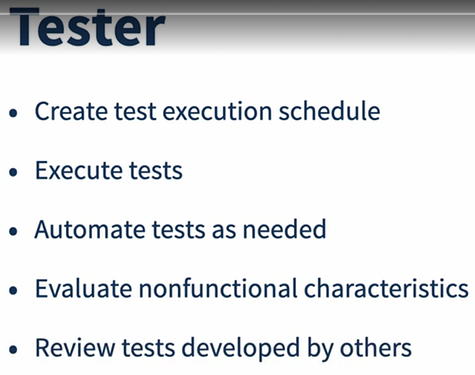 Tester
• Create test execution schedule
• Execute tests
• Automate tests as needed
• Evaluate nonfunctional characteristics
• Review tests developed by others